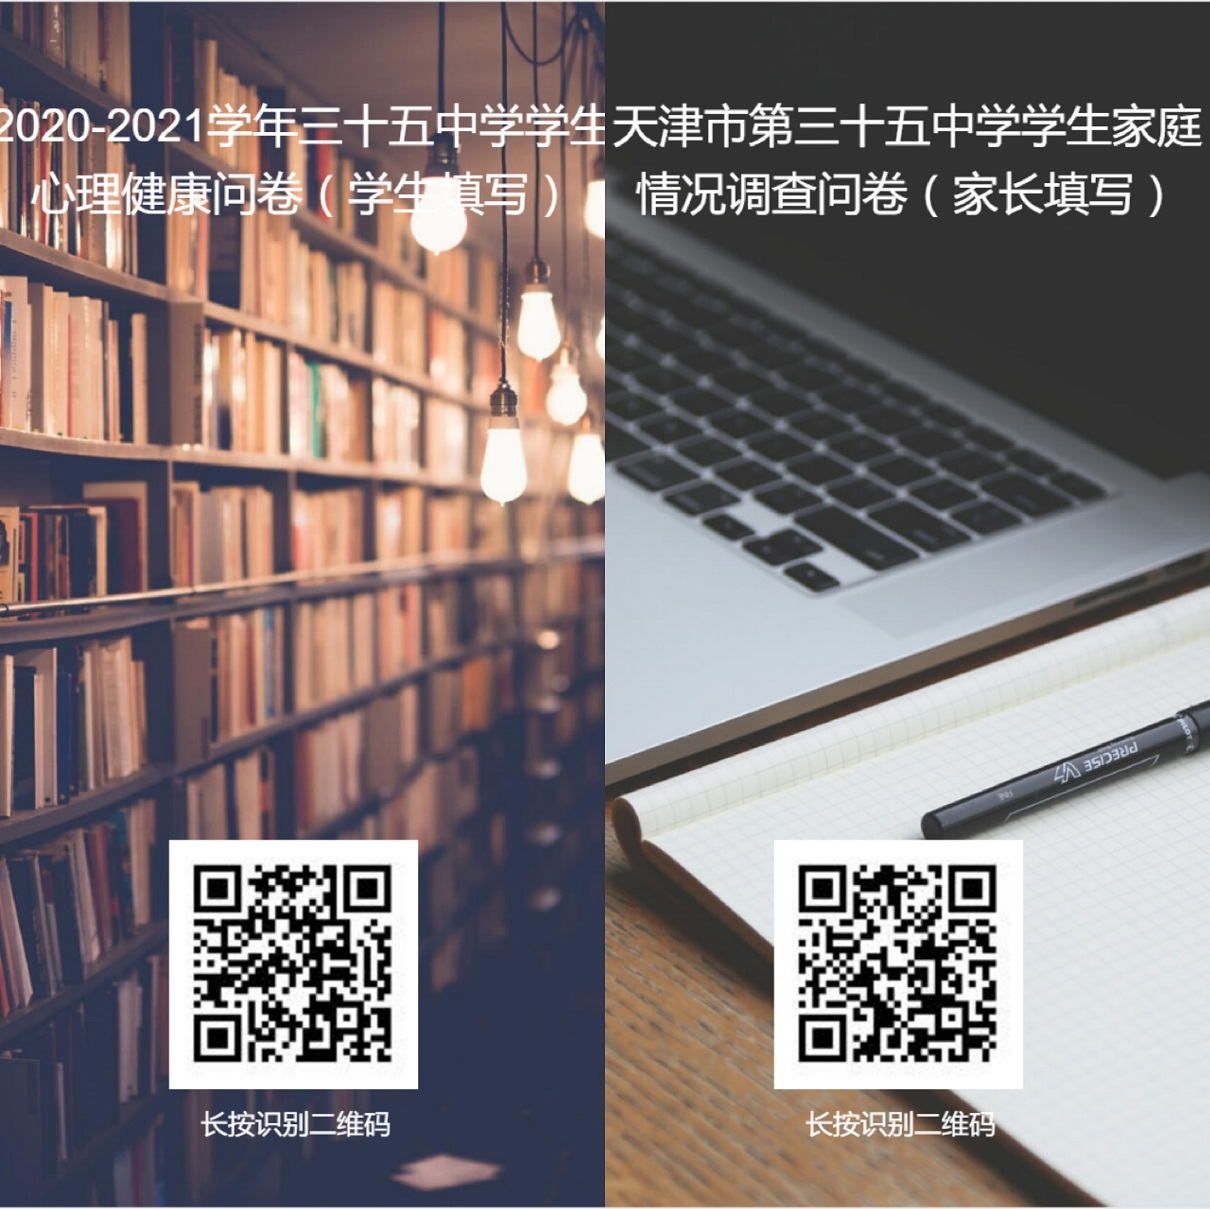 2020-2021学年三十五中学学生
心理健康问卷（学生填写）
长按识别二维码
天津市第三十五中学学生家庭
情况调查问卷（家长填写）
PRECISE V7
长按识别二维码